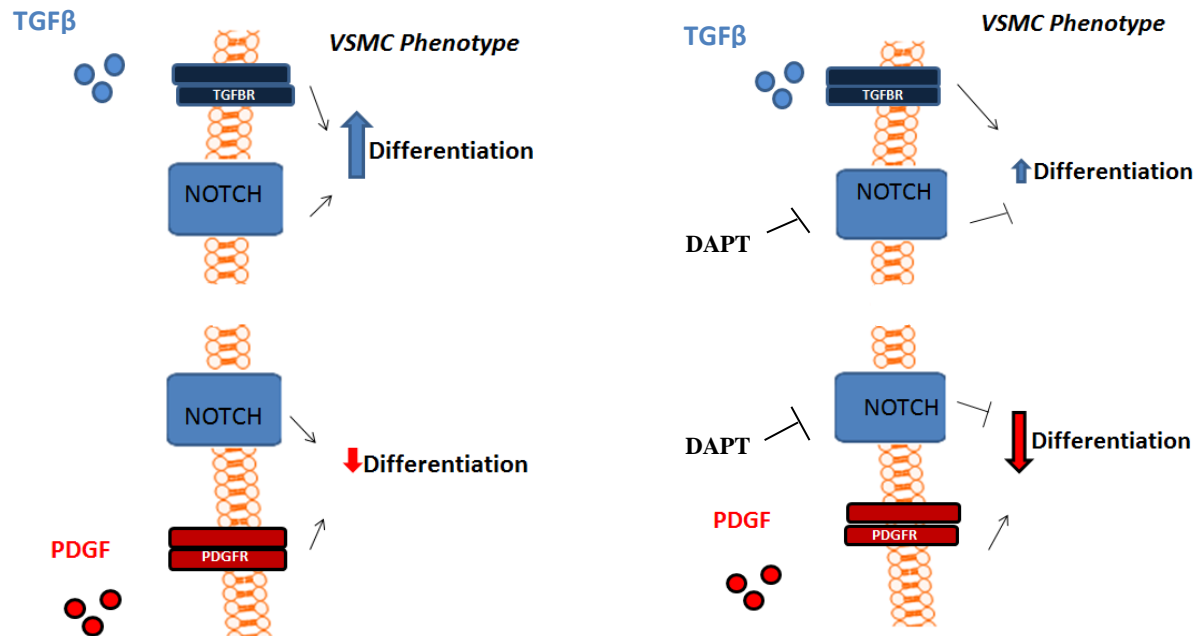 TGFβ
VSMC Phenotype
TGFBR
Differentiation
NOTCH
TGFβ
VSMC Phenotype
TGFBR
Differentiation
NOTCH
DAPT
NOTCH
Differentiation
PDGF
PDGFR
NOTCH
DAPT
Differentiation
PDGF
PDGFR